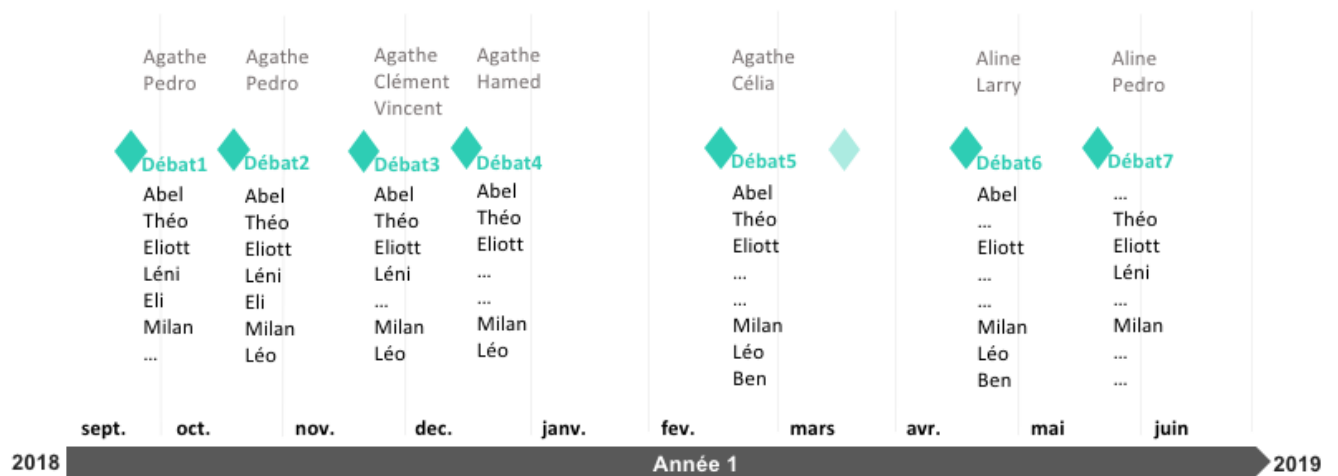 Agathe
Pedro
Agathe
Pedro
Agathe
Clément
Vincent
Agathe
Hamed
Agathe
Célia
Aline
Larry
Aline
Pedro
Débat1
Abel
Théo
Eliott
Léni
Eli
Milan
...
Débat2
Abel
Théo
Eliott
Léni
Eli
Milan
Léo
Débat3
Abel
Théo
Eliott
Léni
...
Milan
Léo
Débat4
Abel
Théo
Eliott
...
...
Milan
Léo
Débat5
Abel
Théo
Eliott
...
...
Milan
Léo
Ben
Débat6
Abel
...
Eliott
...
...
Milan
Léo
Ben
Débat7
...
Théo
Eliott
Léni
...
Milan
...
...
sept. oct. nov. dec. janv. fev. mars avr. mai juin
2018 Année 1 2019